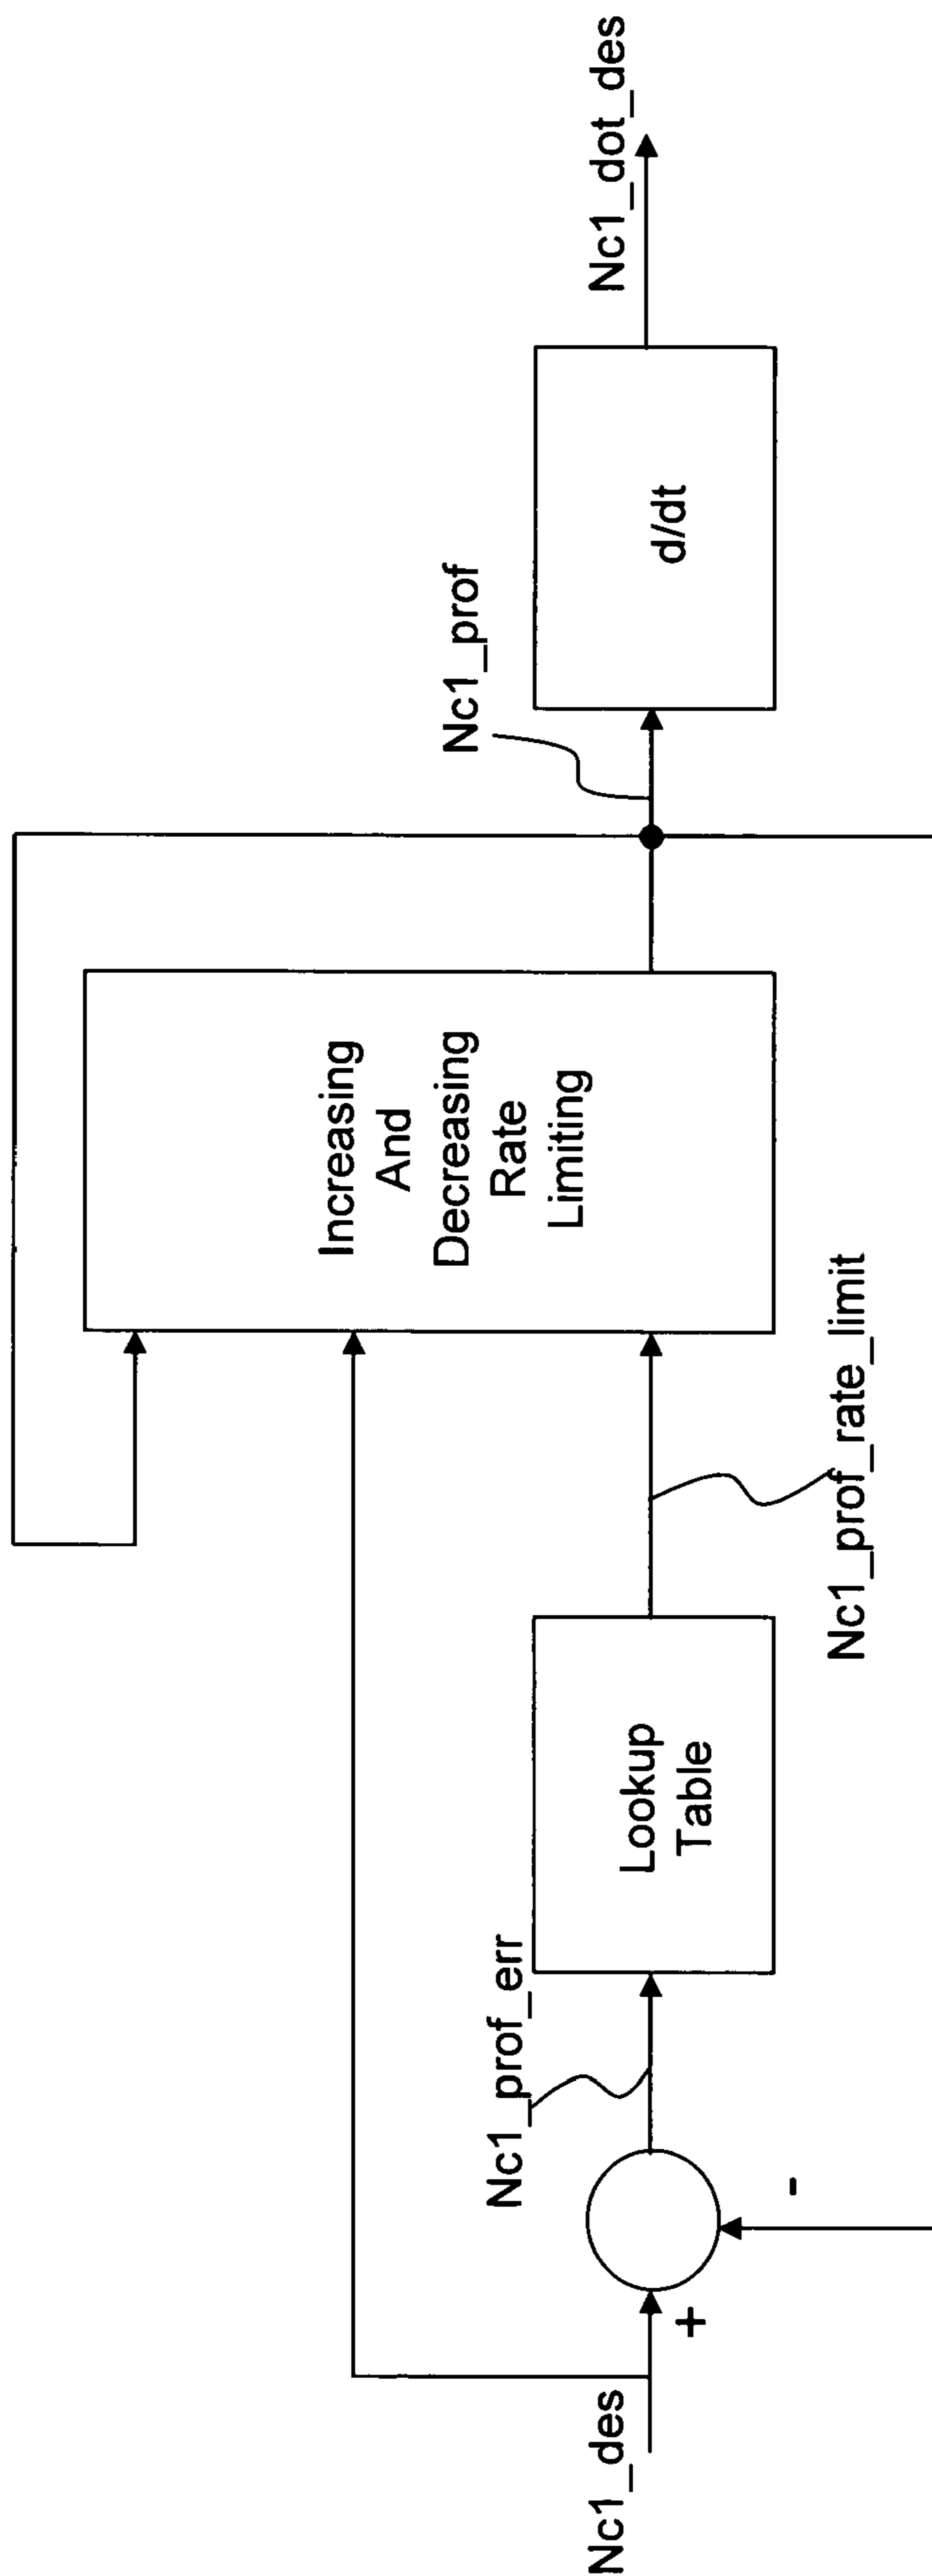 Nc1_des
+
-
Nc1_prof_err
Lookup
Table
Nc1_prof_rate_limit
Increasing
And
Decreasing
Rate
Limiting
Nc1_prof
d/dt
Nc1_dot_des